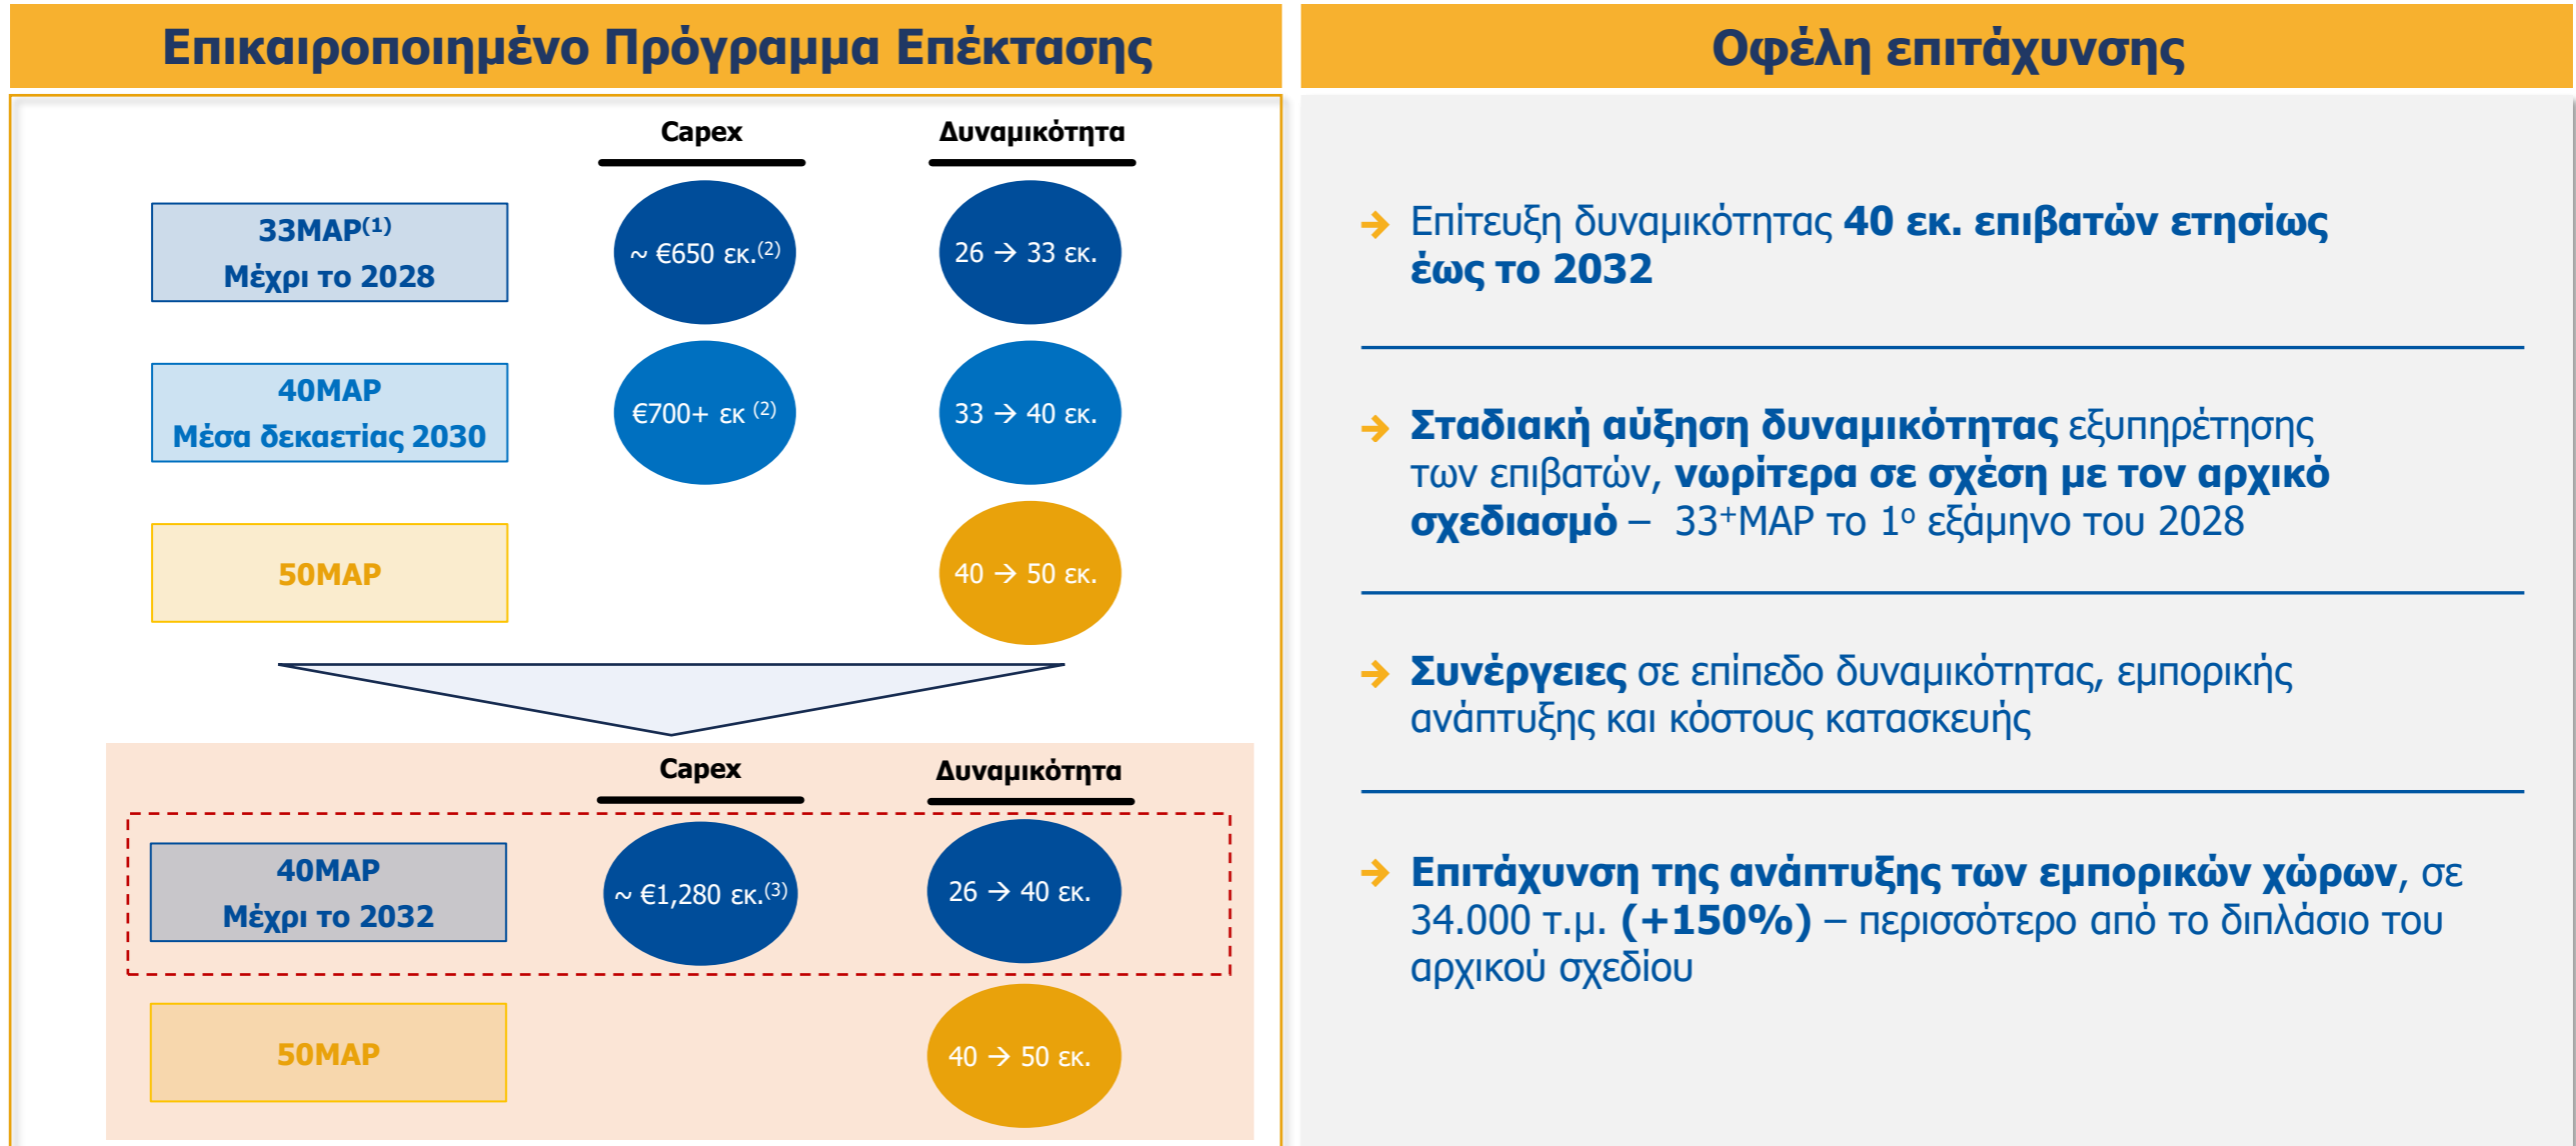 Επικαιροποιημένο Πρόγραμμα Επέκτασης
Capex
Δυναμικότητα
33MAP(1)
Μέχρι το 2028
~ €650 εκ.(2)
26 → 33 εκ.
40MAP
Μέσα δεκαετίας 2030
€700+ εκ (2)
33 → 40 εκ.
50MAP
40 → 50 εκ.
Capex
Δυναμικότητα
40MAP
Μέχρι το 2032
~ €1,280 εκ.(3)
26 → 40 εκ.
50MAP
40 → 50 εκ.
Οφέλη επιτάχυνσης
→ Επίτευξη δυναμικότητας 40 εκ. επιβατών ετησίως
έως το 2032
→ Σταδιακή αύξηση δυναμικότητας εξυπηρέτησης
των επιβατών, νωρίτερα σε σχέση με τον αρχικό
σχεδιασμό – 33+MAP το 1ο εξάμηνο του 2028
→ Συνέργειες σε επίπεδο δυναμικότητας, εμπορικής
ανάπτυξης και κόστους κατασκευής
→ Επιτάχυνση της ανάπτυξης των εμπορικών χώρων, σε
34.000 τ.μ. (+150%) – περισσότερο από το διπλάσιο του
αρχικού σχεδίου